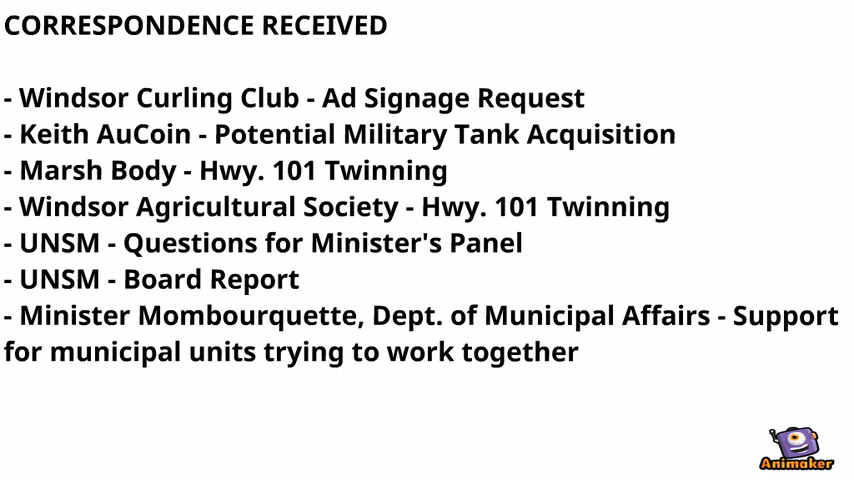 CORRESPONDENCE RECEIVED
- Windsor Curling Club - Ad Signage Request
- Keith AuCoin - Potential Military Tank Acquisition
- Marsh Body - Hwy. 101 Twinning
- Windsor Agricultural Society - Hwy. 101 Twinning
- UNSM - Questions for Minister's Panel
- UNSM - Board Report
- Minister Mombourquette, Dept. of Municipal Affairs - Support
for municipal units trying to work together
Animaker